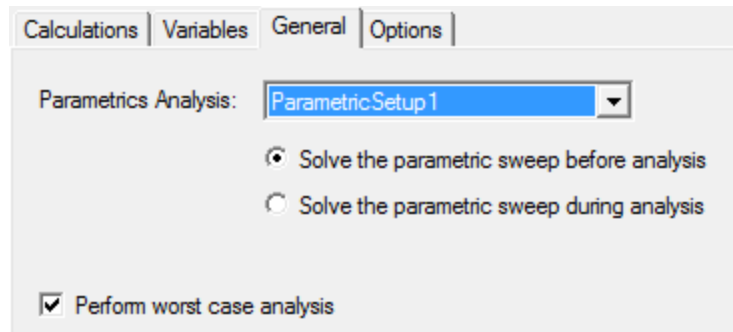 Calculations Variables General Options
Parametrics Analysis: ParametricSetup1
Solve the parametric sweep before analysis
Solve the parametric sweep during analysis
Perform worst case analysis